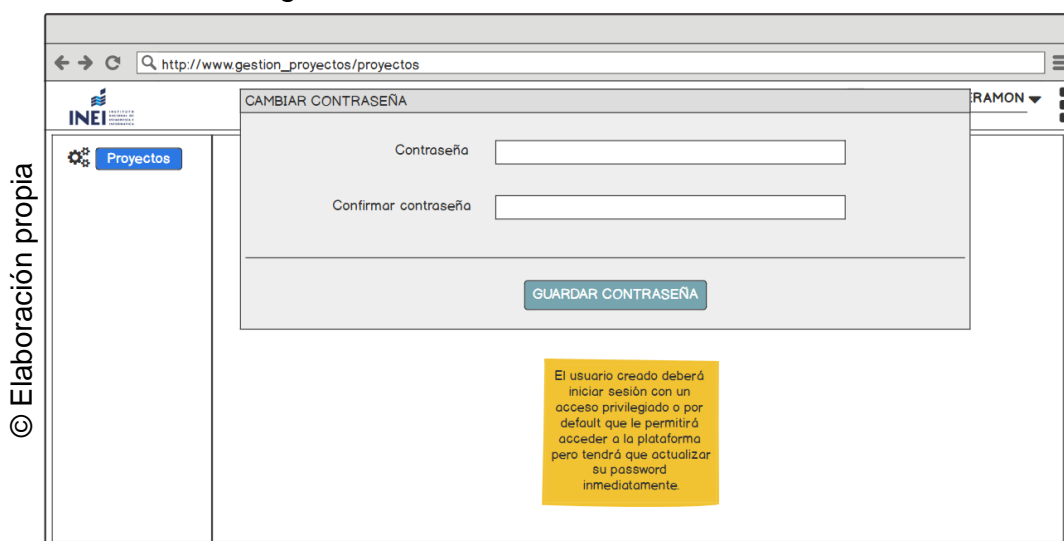 http://www.gestion_proyectos/proyectos
INEI
CAMBIAR CONTRASEÑA
ERAMON
Proyectos
Contraseña
Confirmar contraseña
GUARDAR CONTRASEÑA
El usuario creado deberá
iniciar sesión con un
acceso privilegiado o por
default que le permitirá
acceder a la plataforma
pero tendrá que actualizar
su password
inmediatamente.
© Elaboración propia